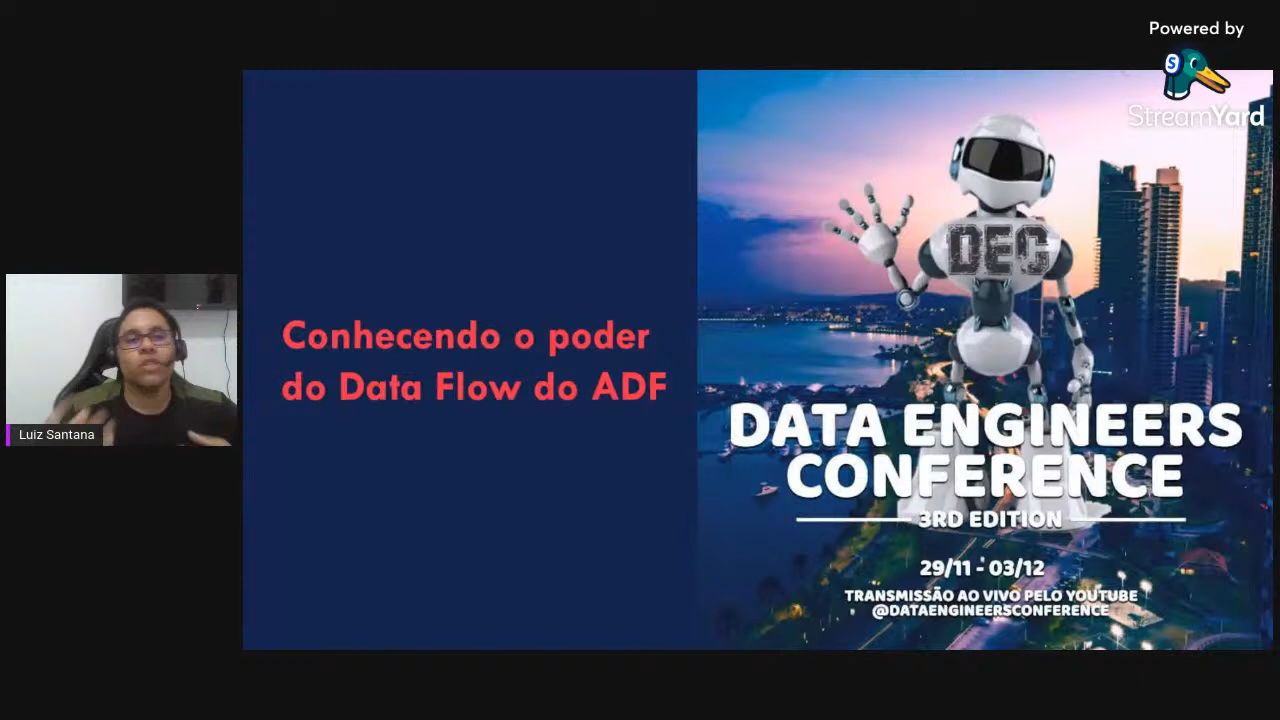 Powered by
StreamYard
Conhecendo o poder
do Data Flow do ADF
DEC
DATA ENGINEERS
CONFERENCE
3RD EDITION
29/11 - 03/12
TRANSMISSÃO AO VIVO PELO YOUTUBE
@DATAENGINEERSCONFERENCE
Luiz Santana